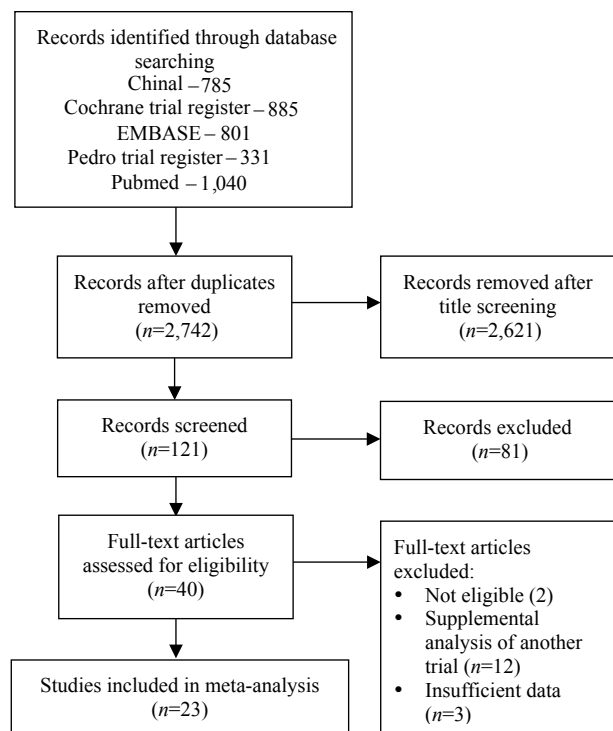 Records identified through database
searching
Chinal – 785
Cochrane trial register – 885
EMBASE – 801
Pedro trial register – 331
Pubmed – 1,040
Records after duplicates
removed
(n=2,742)
Records removed after
title screening
(n=2,621)
Records screened
(n=121)
Records excluded
(n=81)
Full-text articles
assessed for eligibility
(n=40)
Full-text articles
excluded:
• Not eligible (2)
• Supplemental
analysis of another
trial (n=12)
• Insufficient data
(n=3)
Studies included in meta-analysis
(n=23)